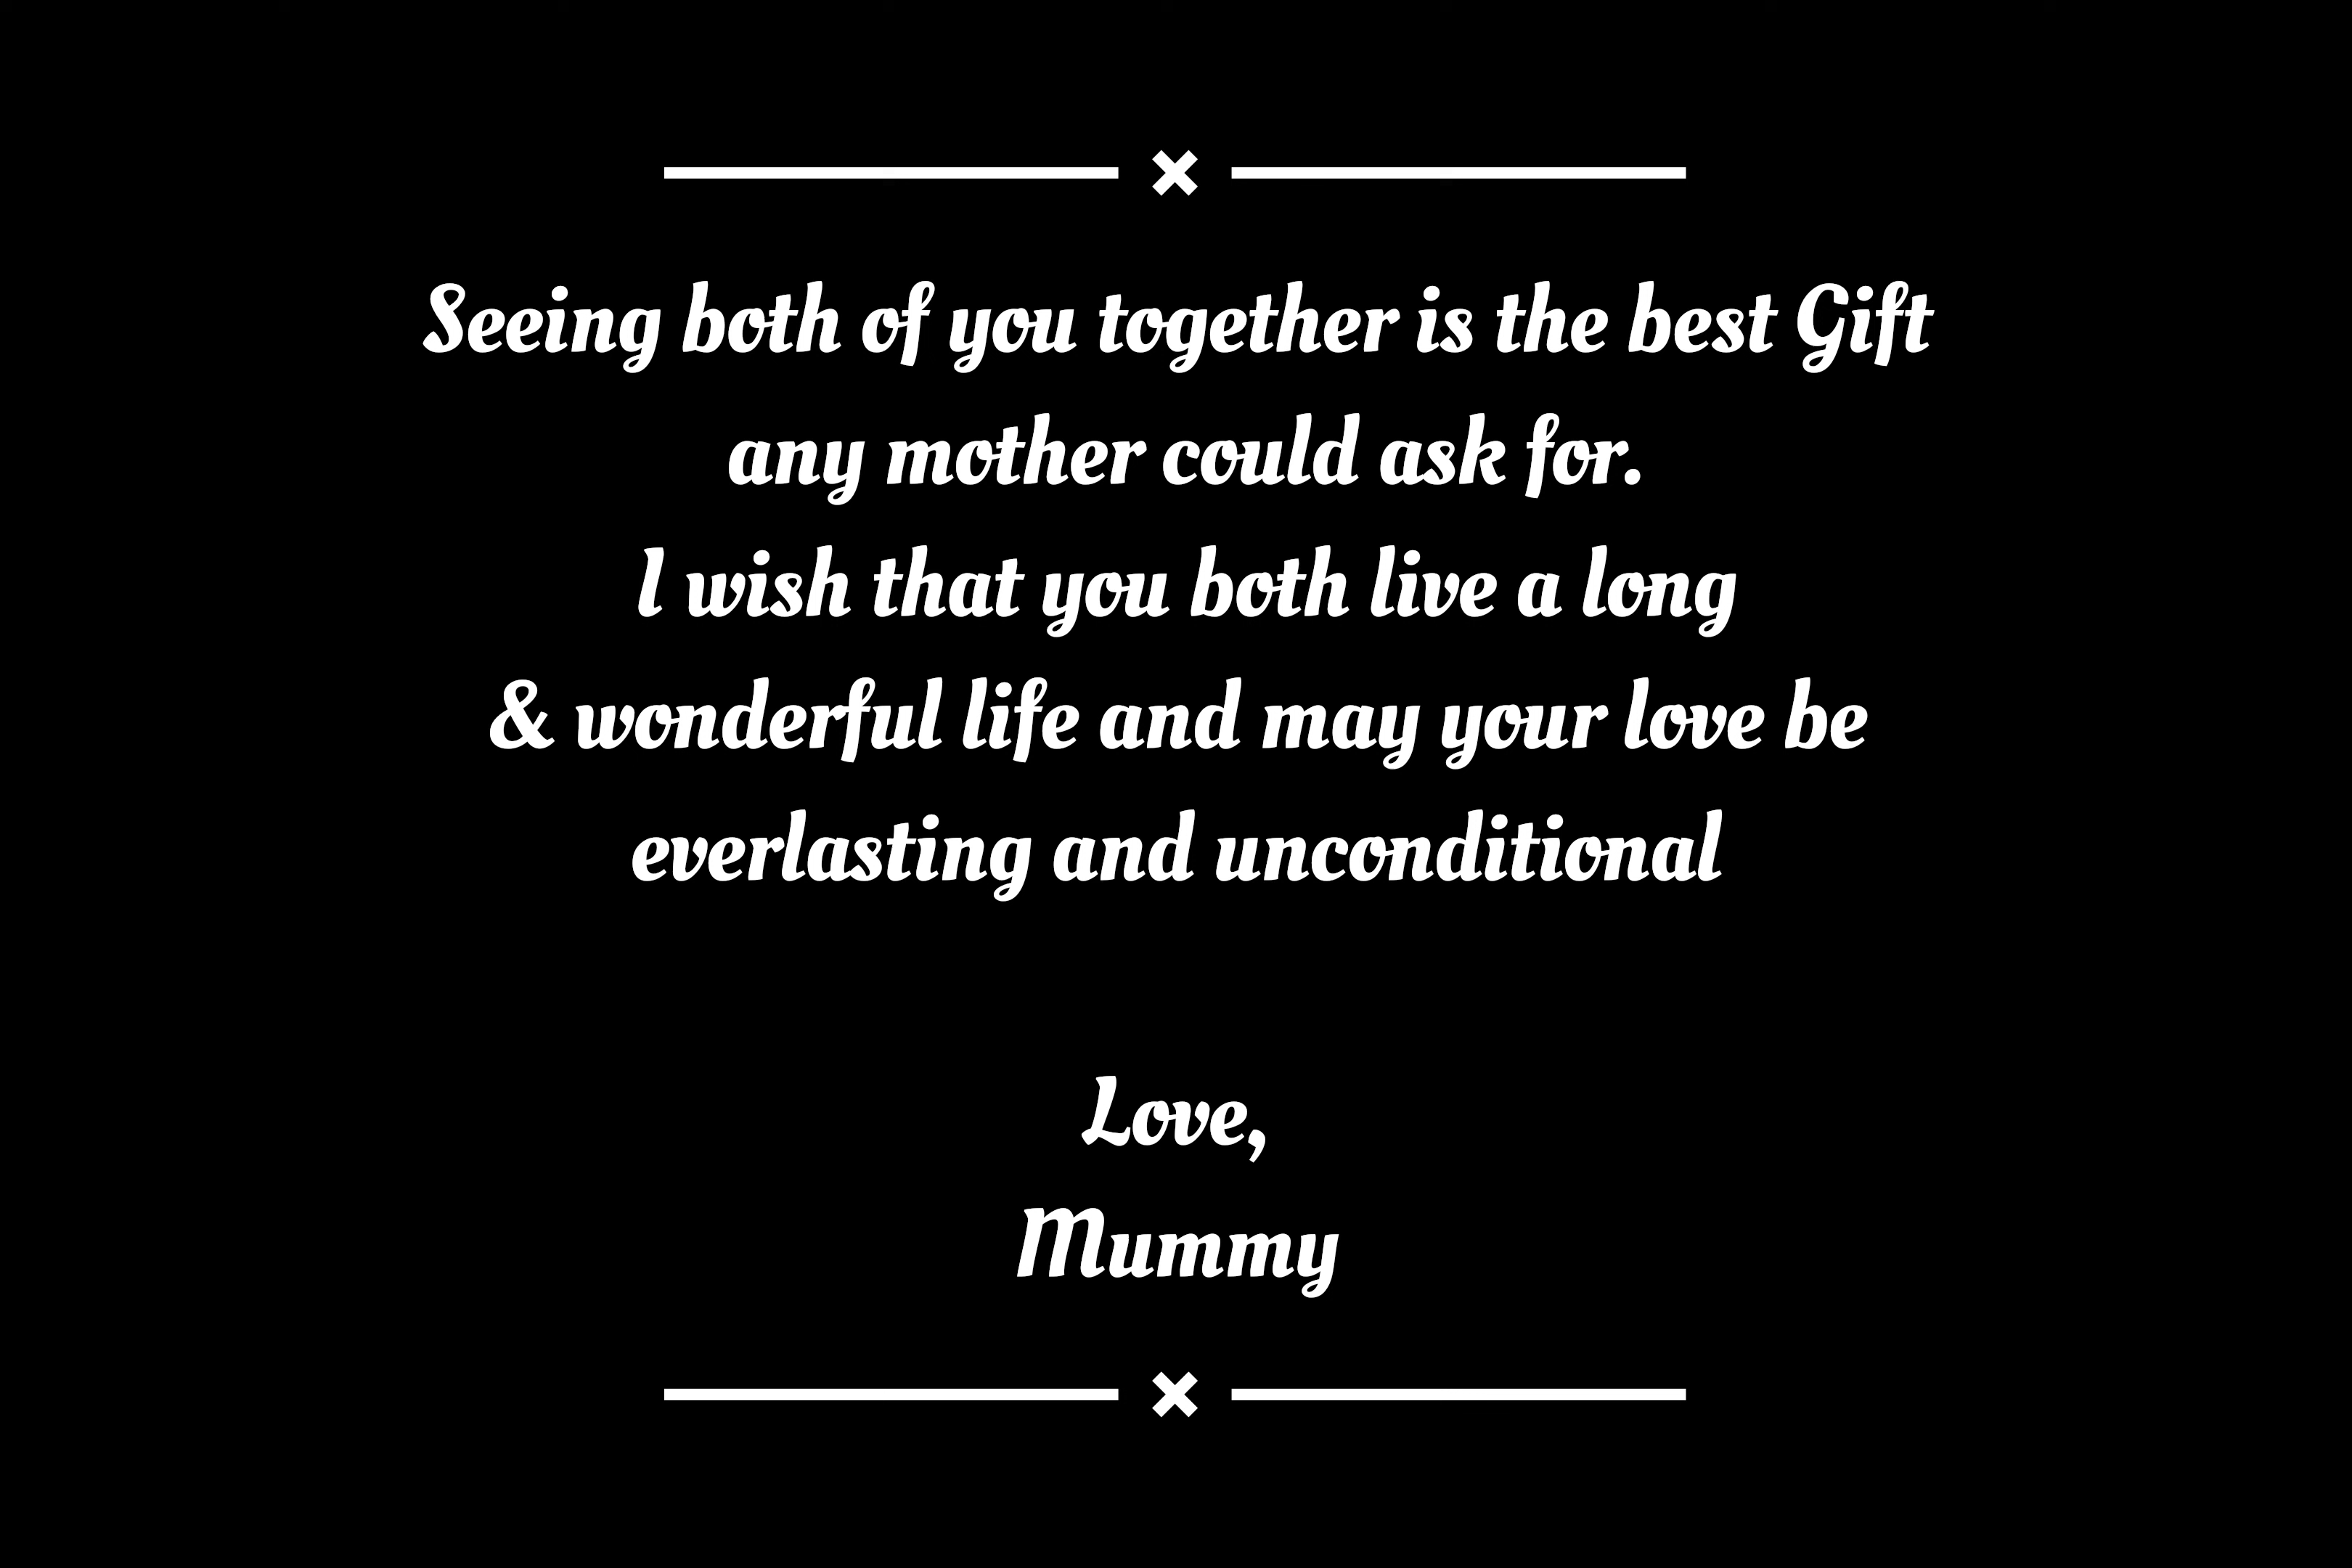 Seeing both of you together is the best Gift
any mother could ask for.
I wish that you both live a long
& wonderful life and may your love be
everlasting and unconditional
Love,
Mummy